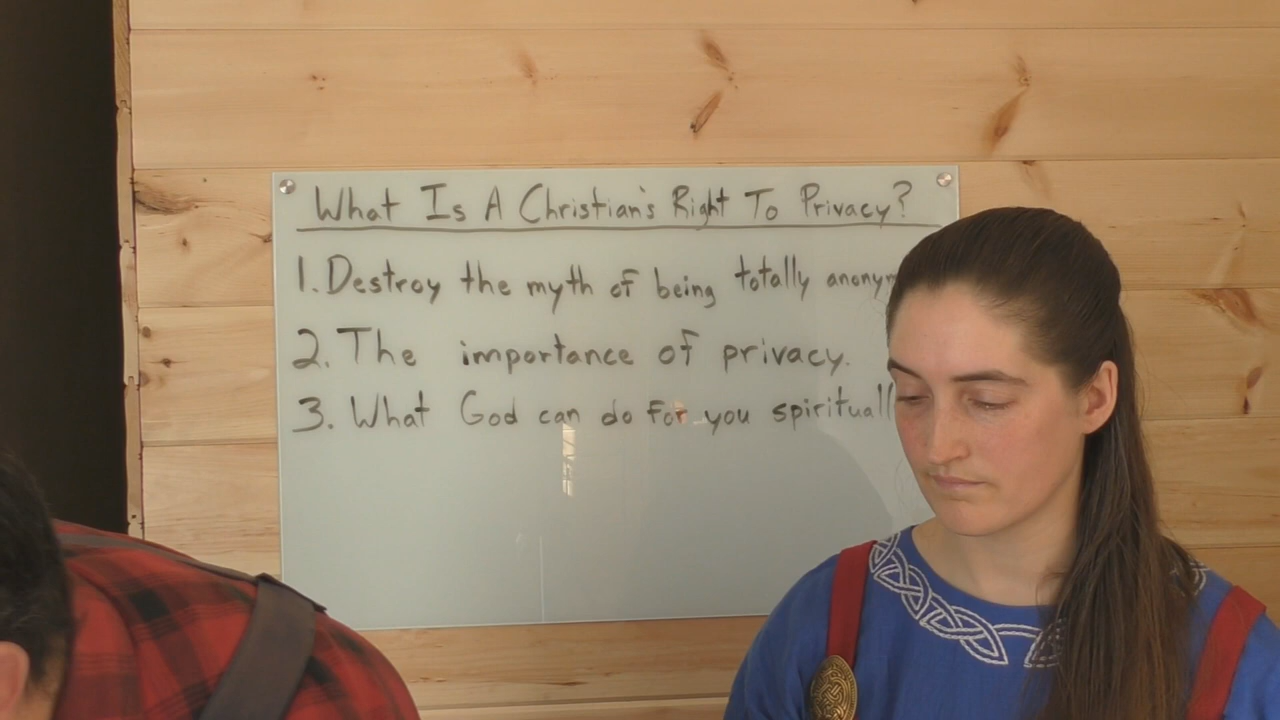 What Is A Christian's Right To Privacy?
1. Destroy the myth of being totally
2. The importance of privacy.
3. What God can do for you